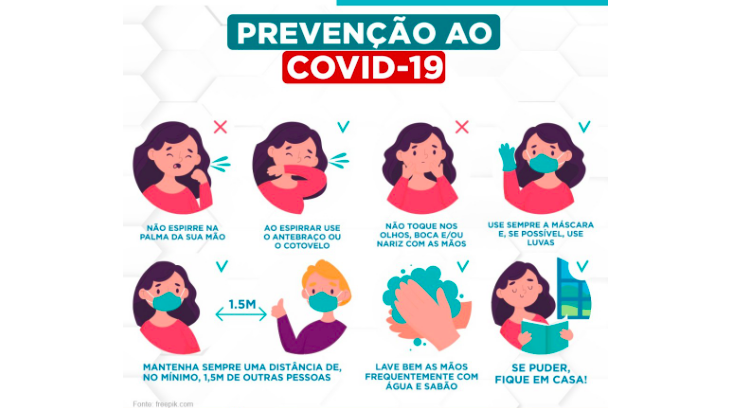 PREVENÇÃO AO
COVID-19
NÃO ESPIRRE NA
PALMA DA SUA MÃO
AO ESPIRRAR USE
O ANTEBRAÇO OU
O COTOVELO
NÃO TOQUE NOS
OLHOS, BOCA E/OU
NARIZ COM AS MÃOS
USE SEMPRE A MÁSCARA
E, SE POSSÍVEL, USE
LUVAS
1.5M
MANTENHA SEMPRE UMA DISTÂNCIA DE,
NO MÍNIMO, 1,5M DE OUTRAS PESSOAS
LAVE BEM AS MÃOS
FREQUENTEMENTE COM
ÁGUA E SABÃO
SE PUDER,
FIQUE EM CASA!
Fonte: freepik.com